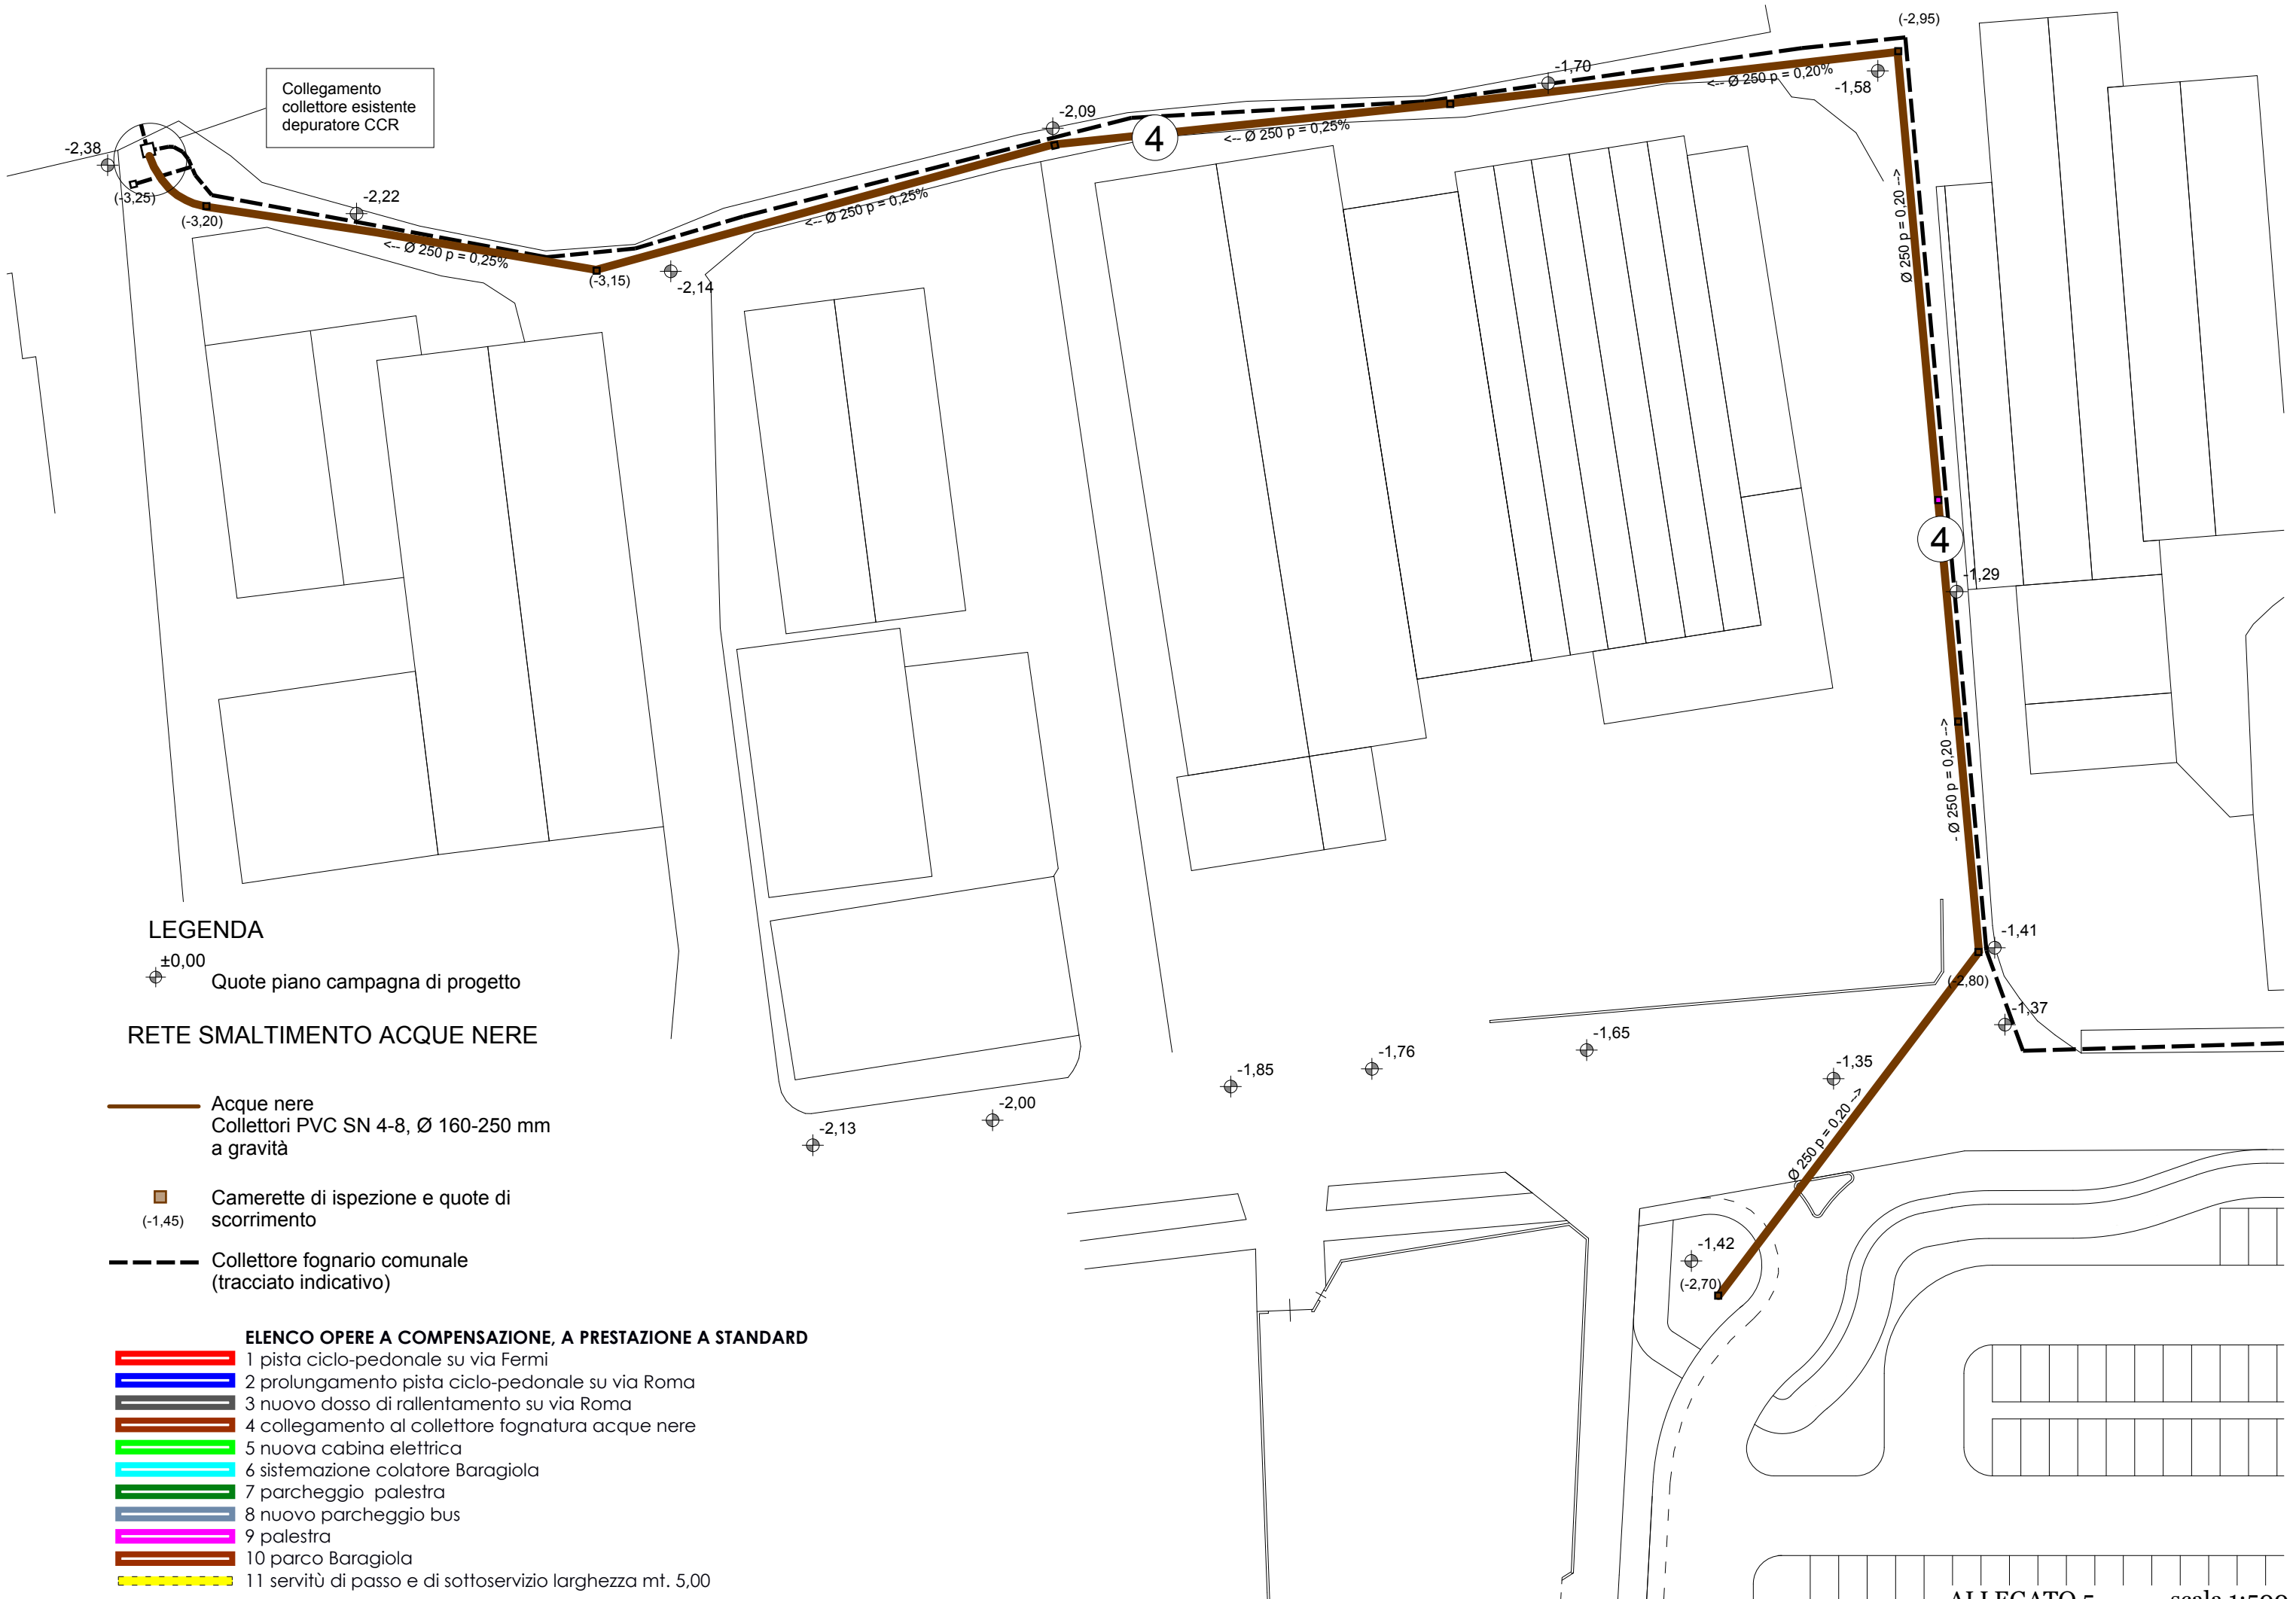 (-2,95)
-1,70
<-- Ø 250 p = 0,20%
-1,58
Collegamento
collettore esistente
depuratore CCR
-2,09
4
<-- Ø 250 p = 0,25%
-2,38
(-3,25)
(-3,20)
-2,22
<-- Ø 250 p = 0,25%
<-- Ø 250 p = 0,25%
(-3,15)
-2,14
Ø 250 p = 0,20 -->
4
-1,29
- Ø 250 p = 0,20 -->
-1,41
(-2,80)
-1,37
-1,65
-1,76
-1,85
-1,35
-2,00
-2,13
Ø 250 p = 0,20 -->
-1,42
(-2,70)
LEGENDA
±0,00
Quote piano campagna di progetto
RETE SMALTIMENTO ACQUE NERE
Acque nere
Collettori PVC SN 4-8, Ø 160-250 mm
a gravità
Camerette di ispezione e quote di
(-1,45)
scorrimento
Collettore fognario comunale
(tracciato indicativo)
ELENCO OPERE A COMPENSAZIONE, A PRESTAZIONE A STANDARD
1 pista ciclo-pedonale su via Fermi
2 prolungamento pista ciclo-pedonale su via Roma
3 nuovo dosso di rallentamento su via Roma
4 collegamento al collettore fognatura acque nere
5 nuova cabina elettrica
6 sistemazione colatore Baragiola
7 parcheggio palestra
8 nuovo parcheggio bus
9 palestra
10 parco Baragiola
11 servitù di passo e di sottoservizio larghezza mt. 5,00
ALLEGATO 5 scala 1:500